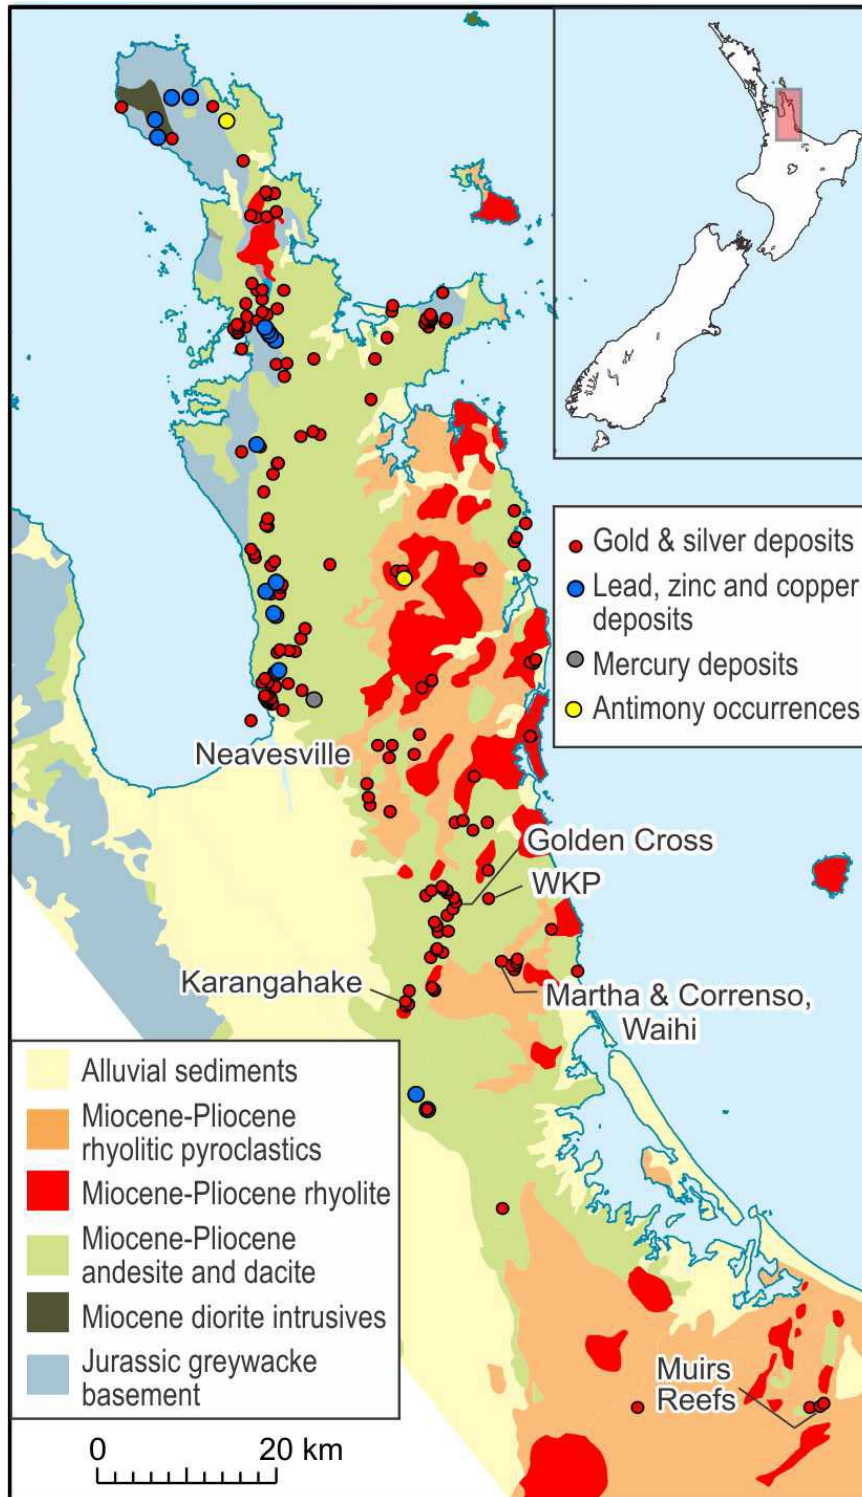 Gold & silver deposits
Lead, zinc and copper
deposits
Mercury deposits
Antimony occurrences
Neavesville
Golden Cross
WKP
Karangahake
Martha & Correnso,
Waihi
Alluvial sediments
Miocene-Pliocene
rhyolitic pyroclastics
Miocene-Pliocene rhyolite
Miocene-Pliocene
andesite and dacite
Miocene diorite intrusives
Jurassic greywacke
basement
Muirs
Reefs
0
20 km